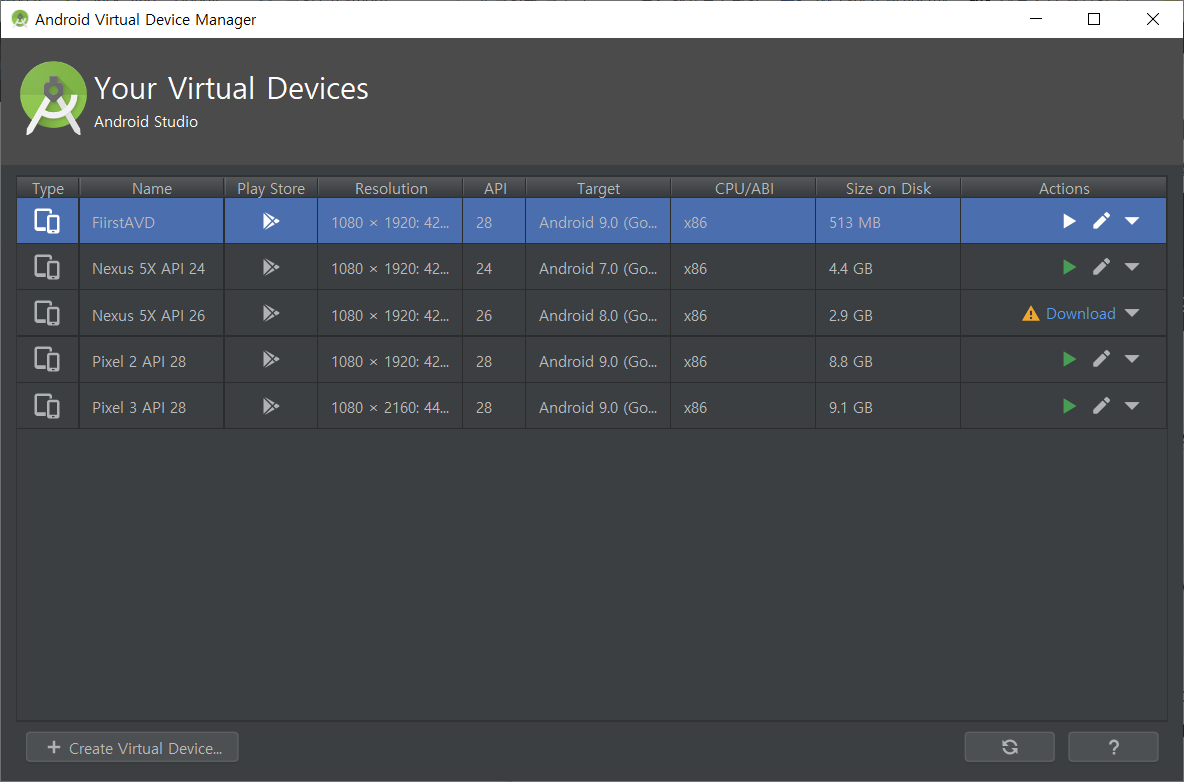 Android Virtual Device Manager
Your Virtual Devices
Android Studio
Type Name Play Store Resolution API Target CPU/ABI Size on Disk Actions
FiirstAVD 1080 × 1920: 42... 28 Android 9.0 (Go... x86 513 MB
Nexus 5X API 24 1080 × 1920: 42... 24 Android 7.0 (Go... x86 4.4 GB
Nexus 5X API 26 1080 × 1920: 42... 26 Android 8.0 (Go... x86 2.9 GB Download
Pixel 2 API 28 1080 × 1920: 42... 28 Android 9.0 (Go... x86 8.8 GB
Pixel 3 API 28 1080 × 2160: 44... 28 Android 9.0 (Go... x86 9.1 GB
+ Create Virtual Device... ?